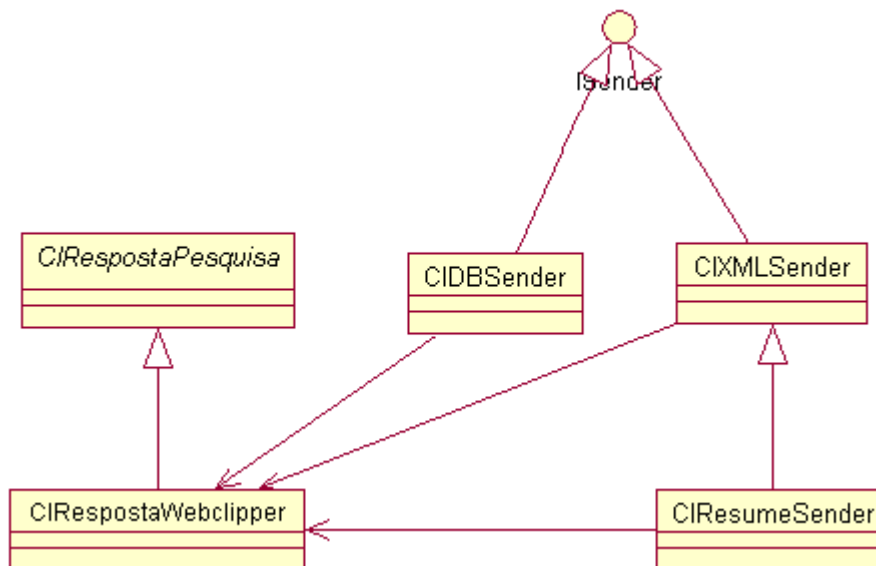 ISender
CIRespostaPesquisa
CIDBSender
CIXMLSender
CIRespostaWebclipper
CIResumeSender